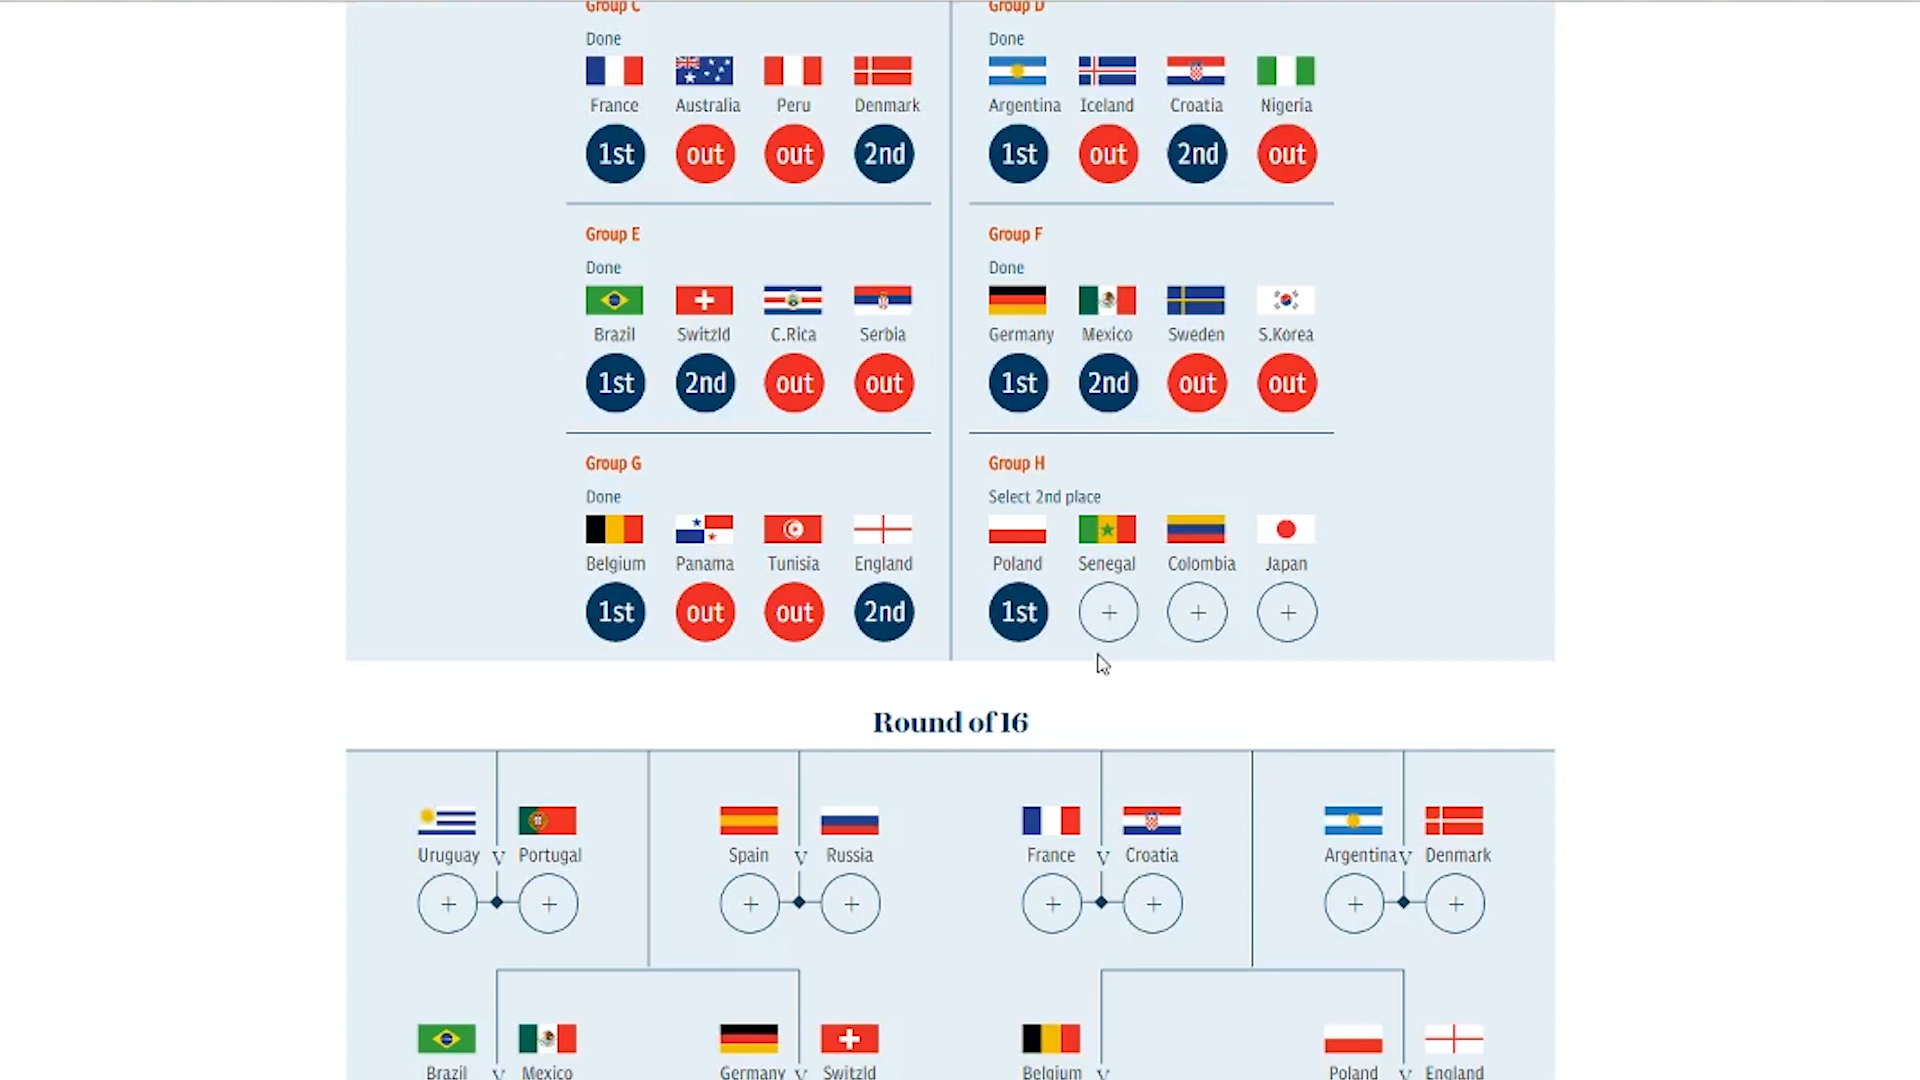 Group C
Group D
Done
Done
France Australia Peru Denmark
Argentina Iceland Croatia Nigeria
1st out out 2nd
1st out 2nd out
Group E
Group F
Done
Done
Brazil Switzld C.Rica Serbia
Germany Mexico Sweden S.Korea
1st 2nd out out
1st 2nd out out
Group G
Group H
Done
Select 2nd place
Belgium Panama Tunisia England
Poland Senegal Colombia Japan
1st out out 2nd
1st + + +
Round of 16
Uruguay V Portugal
Spain V Russia
France V Croatia
Argentina V Denmark
+ + + + + + + +
Brazil V Mexico
Germany V Switzld
Belgium V
Poland V England